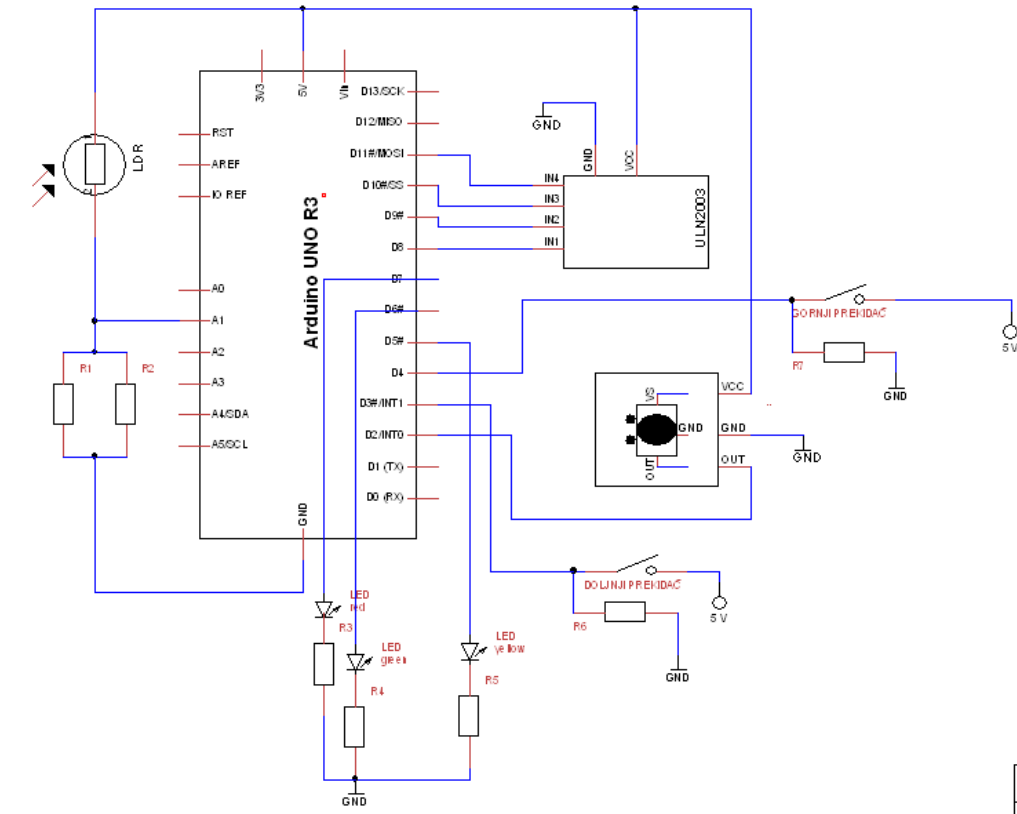 3V3
5V
Vin
D13/SCK
D12/MISO
D11#/MOSI
D10#/SS
D9#
D8
D7
D6#
D5#
D4
D3#/INT1
D2/INT0
D1 (TX)
D0 (RX)
RST
AREF
IO REF
A0
A1
A2
A3
A4/SDA
A5/SCL
GND
Arduino UNO R3
LDR
1
2
R1
R2
GND
GND
VCC
IN4
IN3
IN2
IN1
ULN2003
GORNJI PREKIDAČ
5 V
R7
GND
VS
GND
OUT
VCC
GND
OUT
GND
DOLJNJI PREKIDAČ
5 V
R6
GND
LED
red
R3
LED
green
R4
LED
yellow
R5
GND